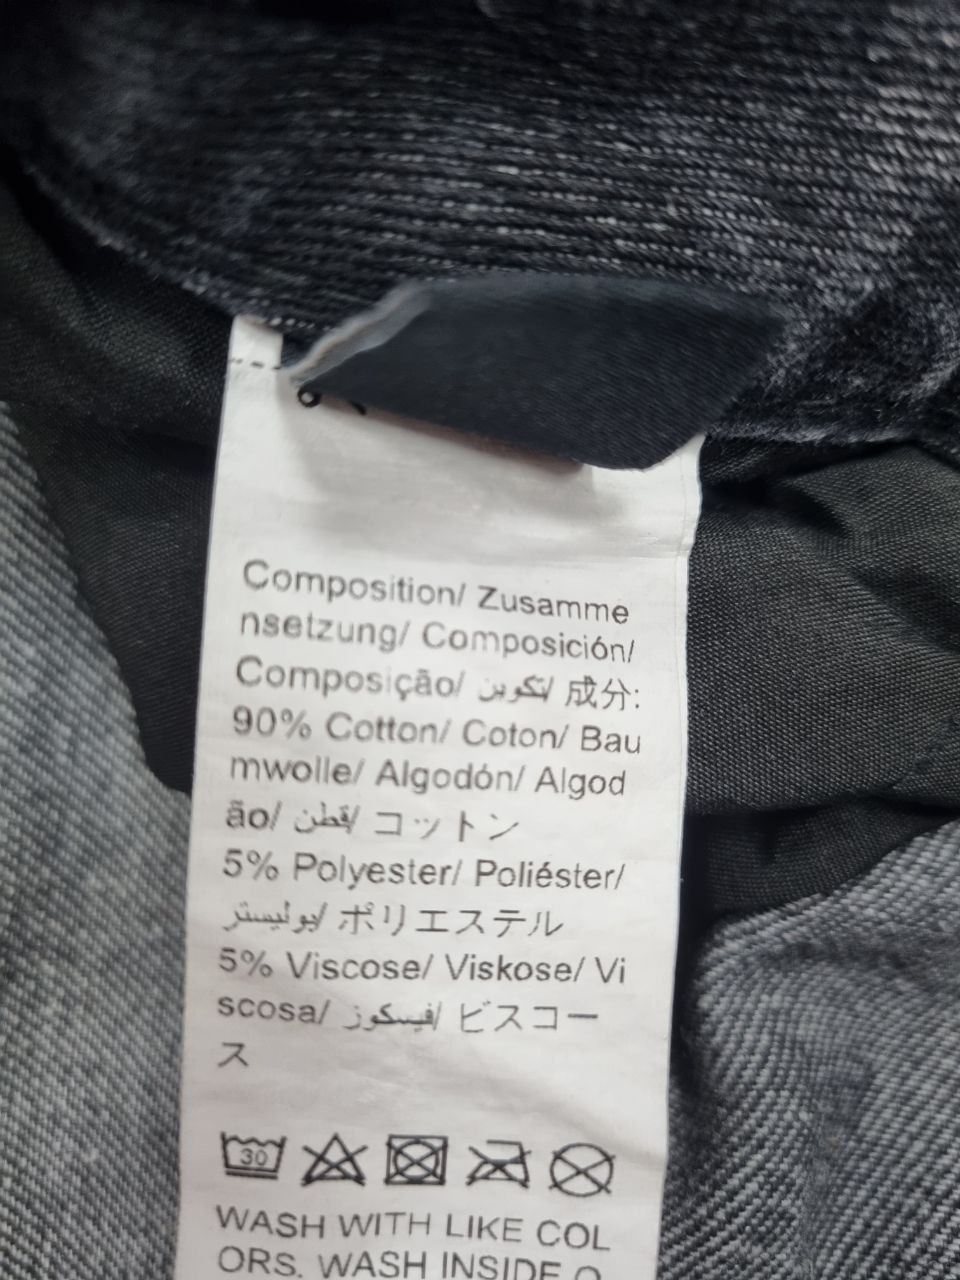 Composition/ Zusamme
nsetzung/ Composición/
Composição/ تكوين/ 成分:
90% Cotton/ Coton/ Bau
mwolle/ Algodón/ Algod
ão/ قطن/ コットン
5% Polyester/ Poliéster/
بوليستر/ ポリエステル
5% Viscose/ Viskose/ Vi
scosa/ فيسكوز/ ビスコー
ス
30
WASH WITH LIKE COL
ORS. WASH INSIDE O